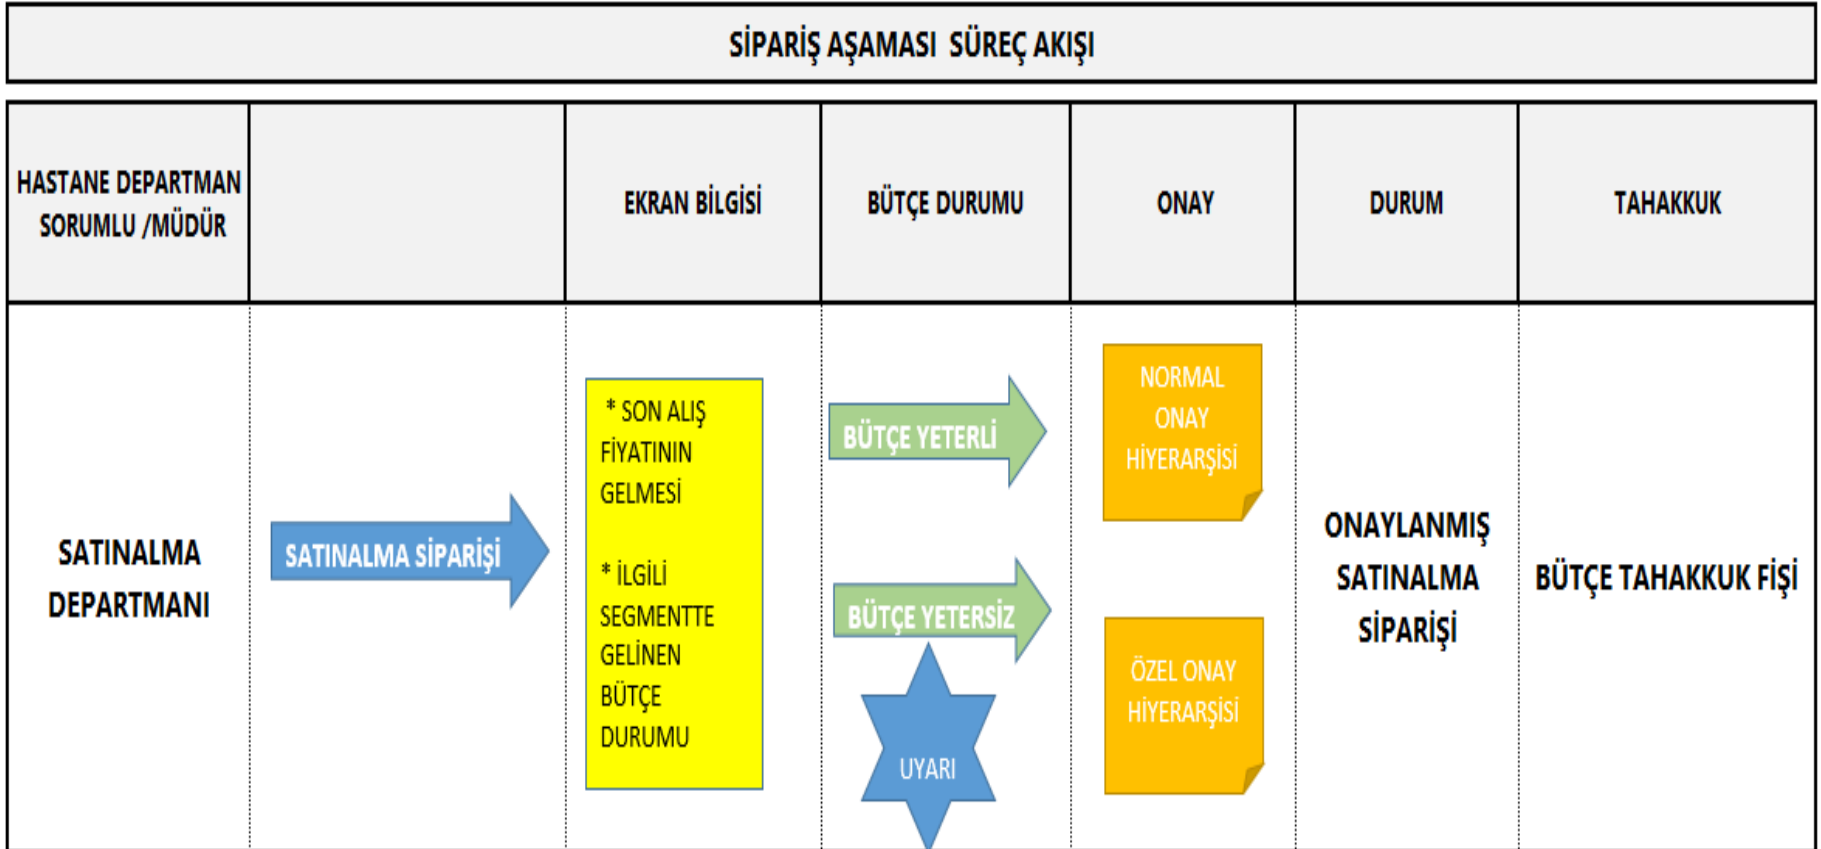 SİPARİŞ AŞAMASI SÜREÇ AKIŞI
HASTANE DEPARTMAN
SORUMLU /MÜDÜR
EKRAN BİLGİSİ
BÜTÇE DURUMU
ONAY
DURUM
TAHAKKUK
SATINALMA
DEPARTMANI
SATINALMA SİPARİŞİ
* SON ALIŞ
FİYATININ
GELMESİ
* İLGİLİ
SEGMENTTE
GELİNEN
BÜTÇE
DURUMU
BÜTÇE YETERLİ
BÜTÇE YETERSİZ
UYARI
NORMAL
ONAY
HİYERARŞİSİ
ÖZEL ONAY
HİYERARŞİSİ
ONAYLANMIŞ
SATINALMA
SİPARİŞİ
BÜTÇE TAHAKKUK FİŞİ